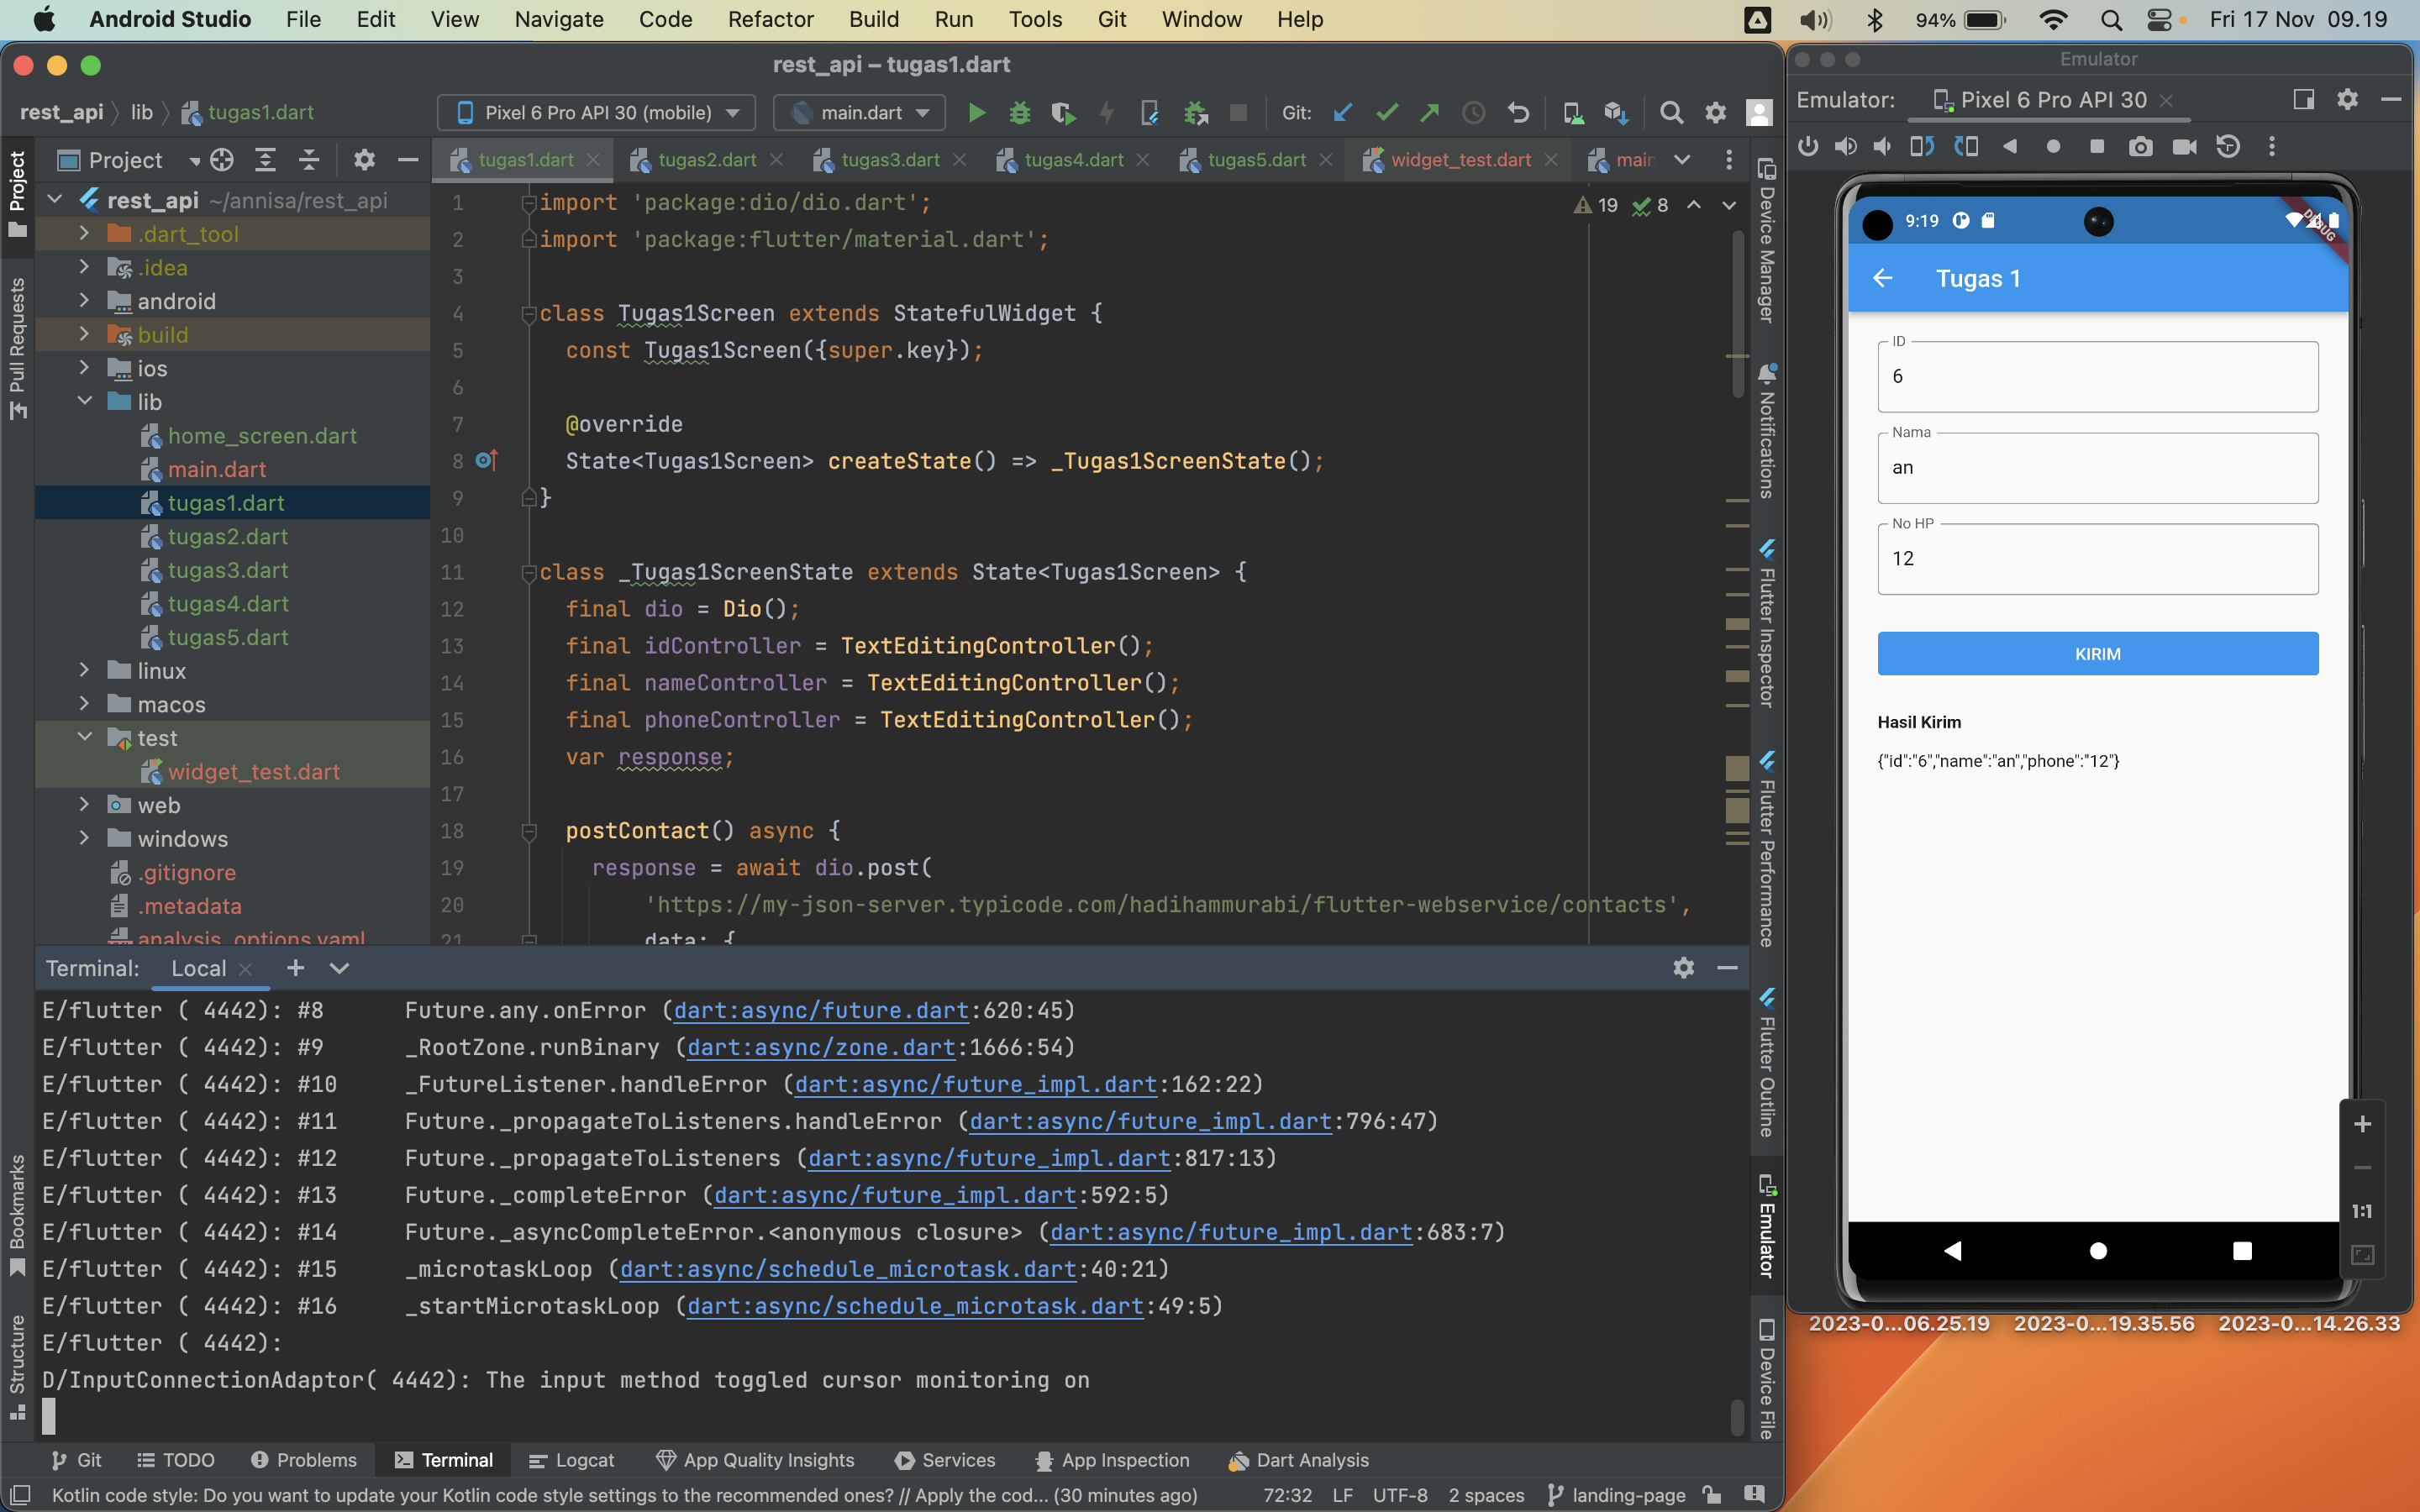 Android Studio File Edit View Navigate Code Refactor Build Run Tools Git Window Help 94% Fri 17 Nov 09.19
rest_api – tugas1.dart
rest_api lib tugas1.dart Pixel 6 Pro API 30 (mobile) main.dart Git:
Project tugas1.dart tugas2.dart tugas3.dart tugas4.dart tugas5.dart widget_test.dart main
Project
Pull Requests
Bookmarks
Structure
rest_api ~/annisa/rest_api
.dart_tool
.idea
android
build
ios
lib
home_screen.dart
main.dart
tugas1.dart
tugas2.dart
tugas3.dart
tugas4.dart
tugas5.dart
linux
macos
test
widget_test.dart
web
windows
.gitignore
.metadata
analysis_options.yaml
19 8
1 import 'package:dio/dio.dart';
2 import 'package:flutter/material.dart';
3
4 class Tugas1Screen extends StatefulWidget {
5 const Tugas1Screen({super.key});
6
7 @override
8 State<Tugas1Screen> createState() => _Tugas1ScreenState();
9 }
10
11 class _Tugas1ScreenState extends State<Tugas1Screen> {
12 final dio = Dio();
13 final idController = TextEditingController();
14 final nameController = TextEditingController();
15 final phoneController = TextEditingController();
16 var response;
17
18 postContact() async {
19 response = await dio.post(
20 'https://my-json-server.typicode.com/hadihammurabi/flutter-webservice/contacts',
21 data: {
Device Manager
Notifications
Flutter Inspector
Flutter Performance
Flutter Outline
Emulator
Device File
Terminal: Local
E/flutter ( 4442): #8 Future.any.onError (dart:async/future.dart:620:45)
E/flutter ( 4442): #9 _RootZone.runBinary (dart:async/zone.dart:1666:54)
E/flutter ( 4442): #10 _FutureListener.handleError (dart:async/future_impl.dart:162:22)
E/flutter ( 4442): #11 Future._propagateToListeners.handleError (dart:async/future_impl.dart:796:47)
E/flutter ( 4442): #12 Future._propagateToListeners (dart:async/future_impl.dart:817:13)
E/flutter ( 4442): #13 Future._completeError (dart:async/future_impl.dart:592:5)
E/flutter ( 4442): #14 Future._asyncCompleteError.<anonymous closure> (dart:async/future_impl.dart:683:7)
E/flutter ( 4442): #15 _microtaskLoop (dart:async/schedule_microtask.dart:40:21)
E/flutter ( 4442): #16 _startMicrotaskLoop (dart:async/schedule_microtask.dart:49:5)
E/flutter ( 4442):
D/InputConnectionAdaptor( 4442): The input method toggled cursor monitoring on
Git TODO Problems Terminal Logcat App Quality Insights Services App Inspection Dart Analysis
Kotlin code style: Do you want to update your Kotlin code style settings to the recommended ones? // Apply the cod... (30 minutes ago) 72:32 LF UTF-8 2 spaces landing-page
Emulator
Emulator: Pixel 6 Pro API 30
9:19
DEBUG
Tugas 1
ID
6
Nama
an
No HP
12
KIRIM
Hasil Kirim
{"id":"6","name":"an","phone":"12"}
1:1
2023-0...06.25.19 2023-0...19.35.56 2023-0...14.26.33